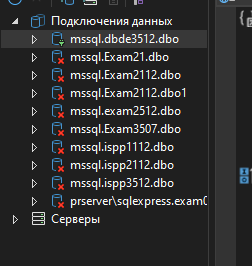 Подключения данных
mssql.dbde3512.dbo
mssql.Exam21.dbo
mssql.Exam2112.dbo
mssql.Exam2112.dbo1
mssql.exam2512.dbo
mssql.Exam3507.dbo
mssql.ispp1112.dbo
mssql.ispp2112.dbo
mssql.ispp3512.dbo
prserver\sqlexpress.exam0
Серверы